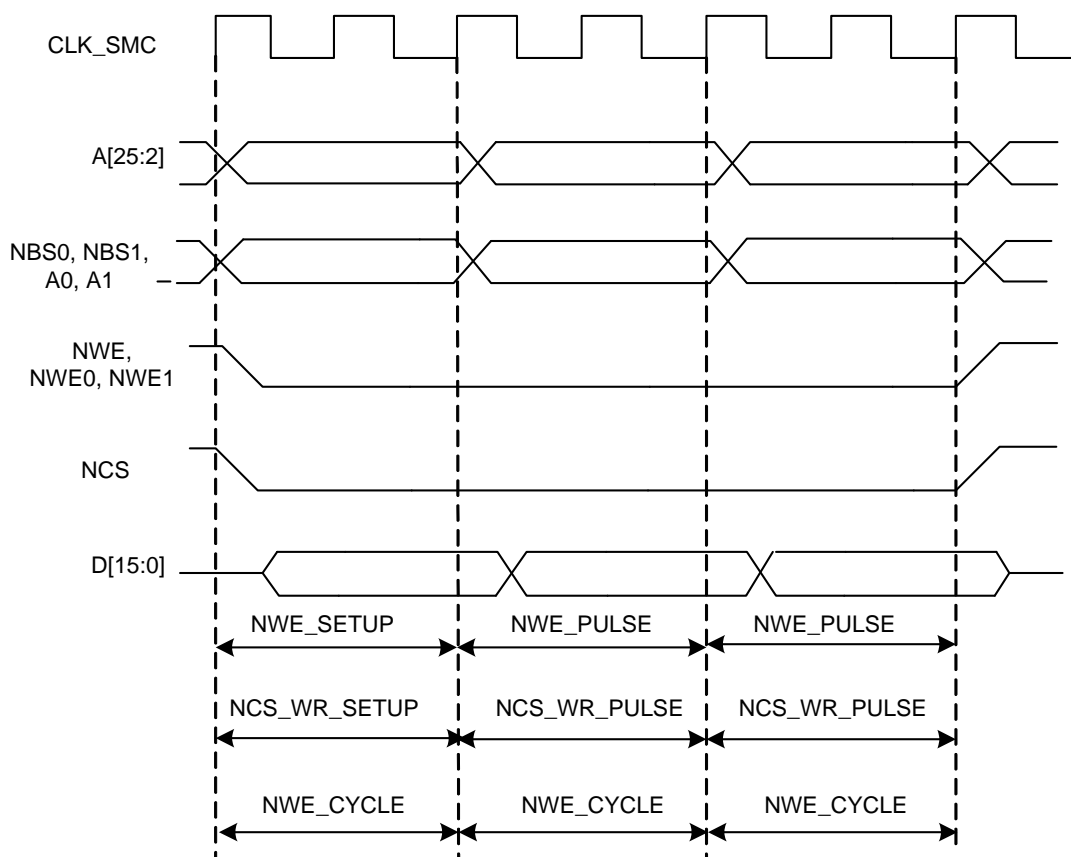 CLK_SMC
A[25:2]
NBS0, NBS1,
A0, A1
NWE,
NWE0, NWE1
NCS
D[15:0]
NWE_SETUP NWE_PULSE NWE_PULSE
NCS_WR_SETUP NCS_WR_PULSE NCS_WR_PULSE
NWE_CYCLE NWE_CYCLE NWE_CYCLE